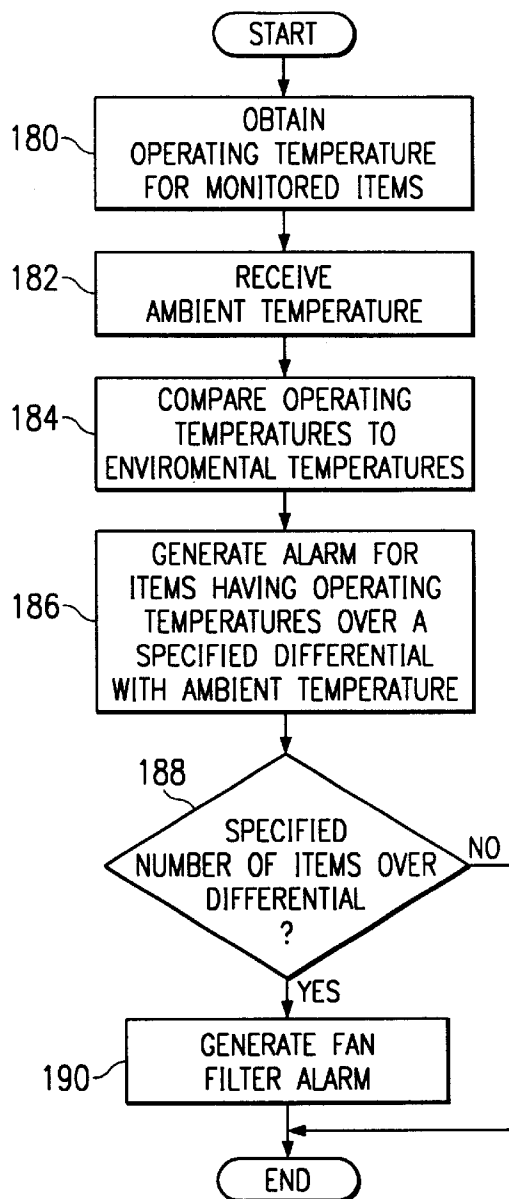 START
180
OBTAIN
OPERATING TEMPERATURE
FOR MONITORED ITEMS
182
RECEIVE
AMBIENT TEMPERATURE
184
COMPARE OPERATING
TEMPERATURES TO
ENVIROMENTAL TEMPERATURES
186
GENERATE ALARM FOR
ITEMS HAVING OPERATING
TEMPERATURES OVER A
SPECIFIED DIFFERENTIAL
WITH AMBIENT TEMPERATURE
188
SPECIFIED
NUMBER OF ITEMS OVER
DIFFERENTIAL
?
NO
YES
190
GENERATE FAN
FILTER ALARM
END